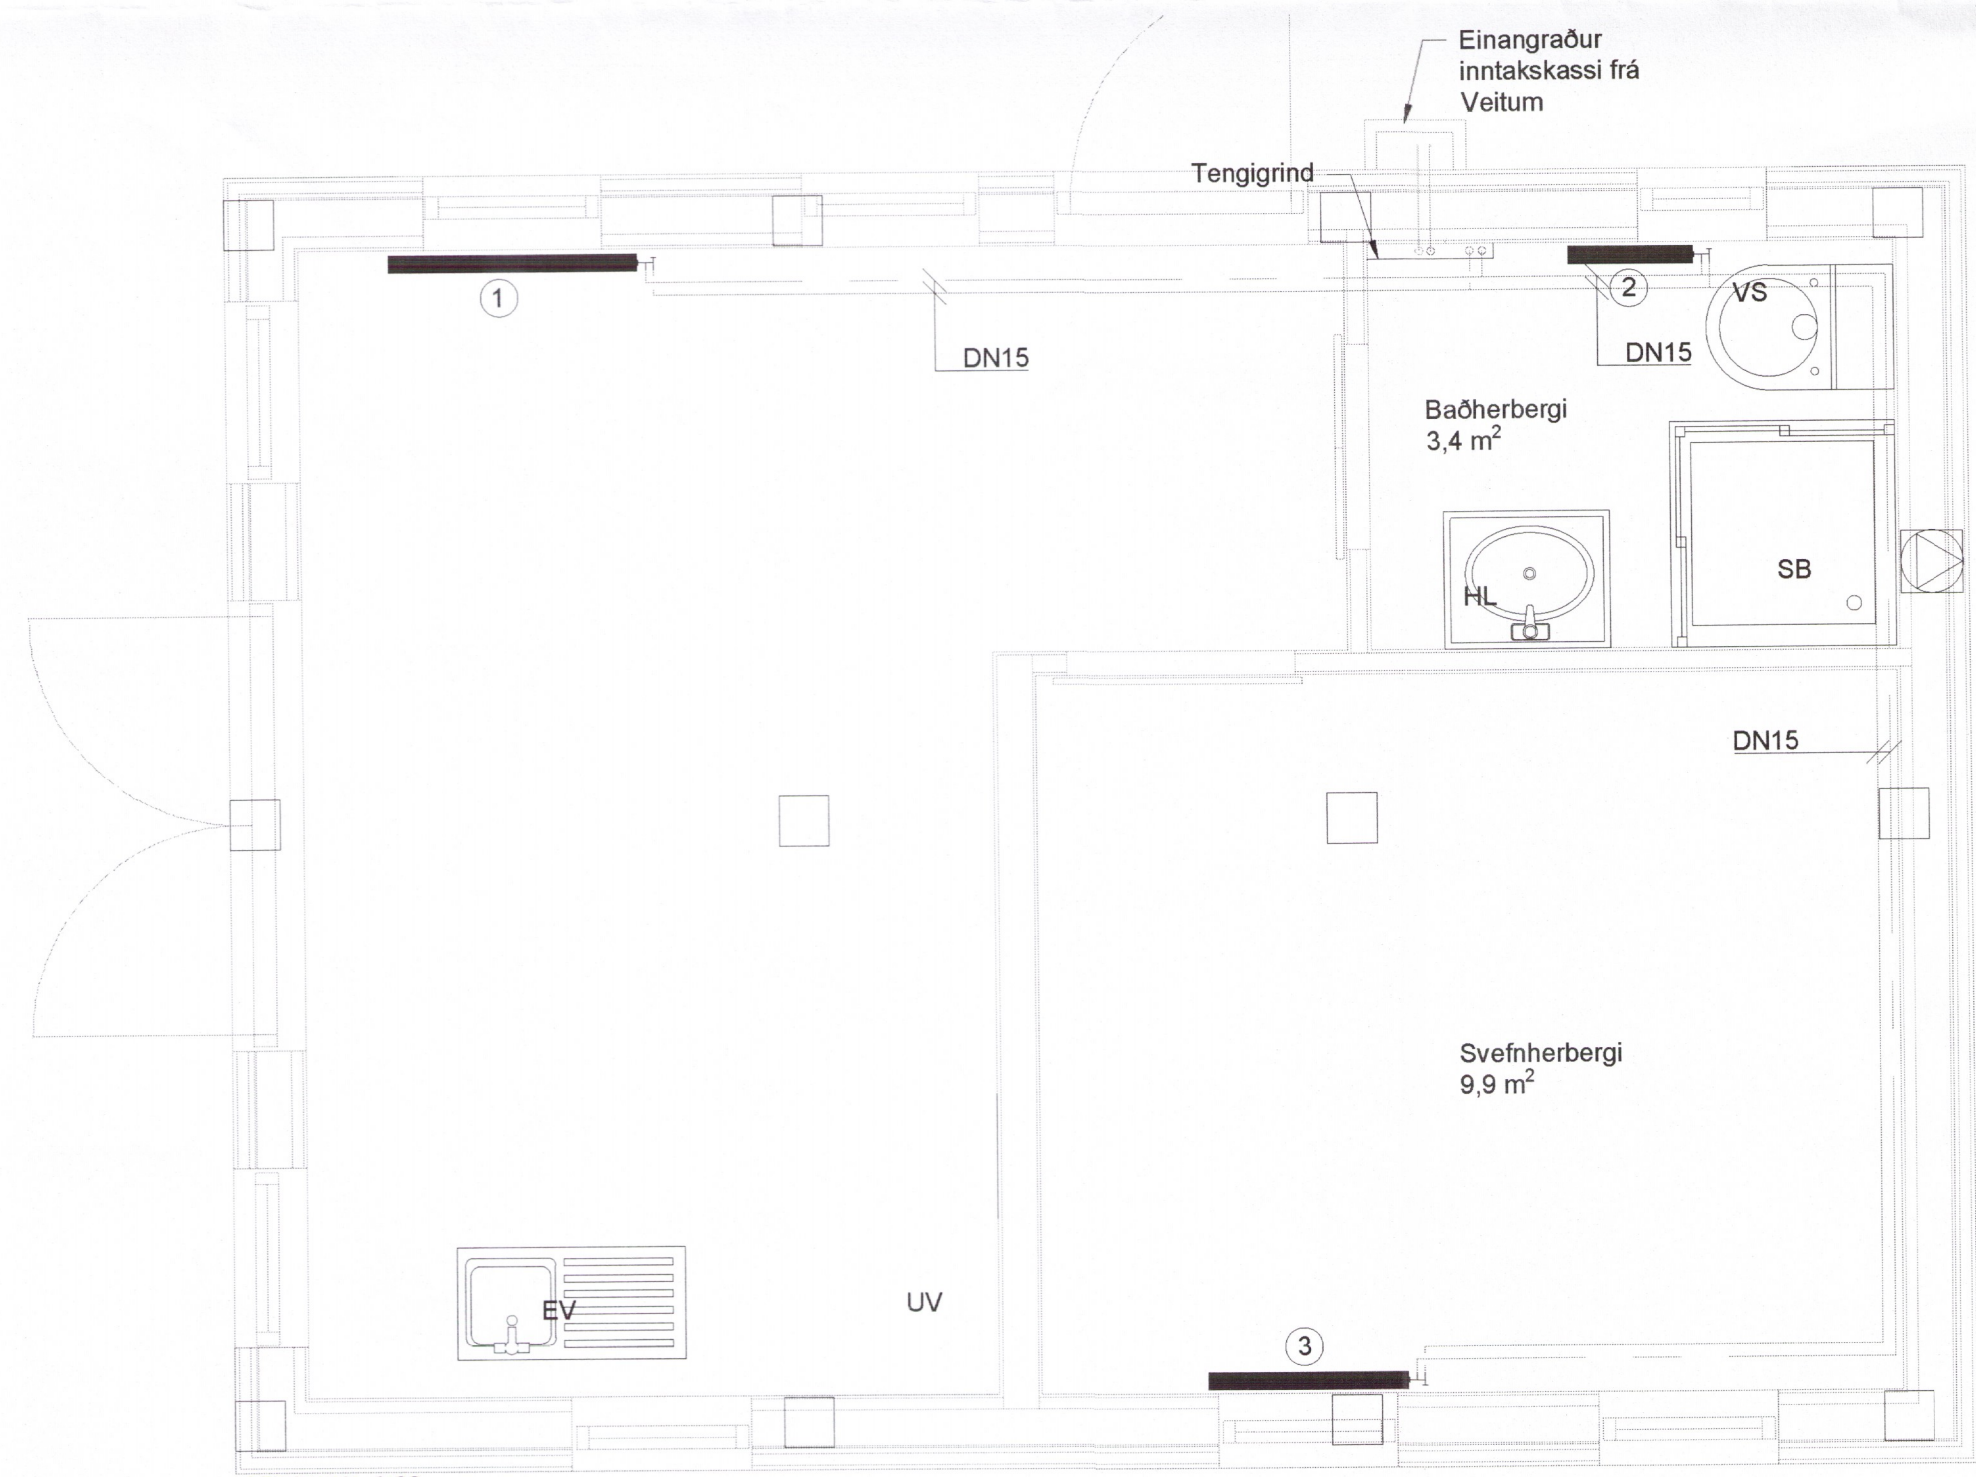 Einangraður
inntakskassi frá
Veitum
Tengigrind
1
2
VS
DN15
DN15
Baðherbergi
3,4 m²
HL
SB
DN15
Svefnherbergi
9,9 m²
EV
UV
3